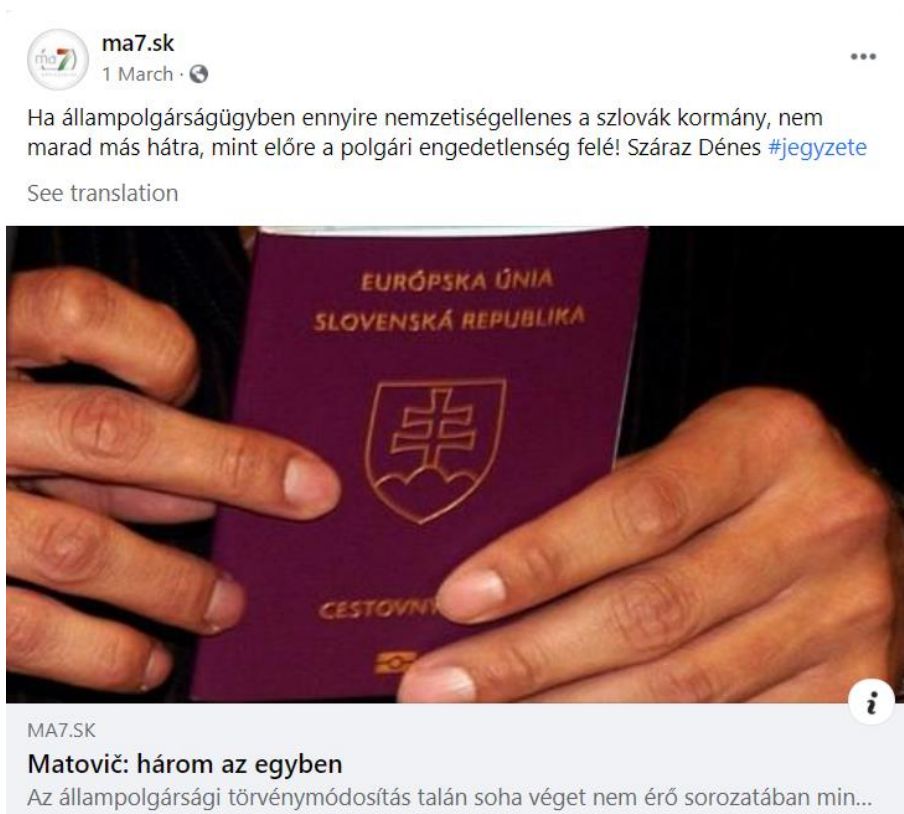 ma7.sk
ma7)
1 March ·
Ha állampolgárságügyben ennyire nemzetiségellenes a szlovák kormány, nem
marad más hátra, mint előre a polgári engedetlenség felé! Száraz Dénes #jegyzete
See translation
EURÓPSKA ÚNIA
SLOVENSKÁ REPUBLIKA
CESTOVN
MA7.SK
Matovič: három az egyben
Az állampolgársági törvénymódosítás talán soha véget nem érő sorozatában min...